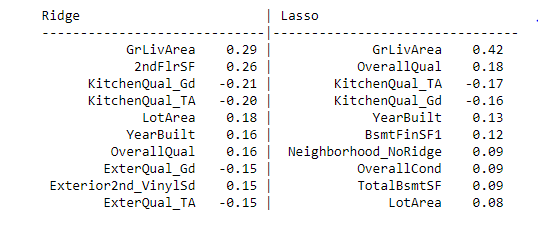 Ridge | Lasso
----------------------------|------------------------------
GrLivArea 0.29 | GrLivArea 0.42
2ndFlrSF 0.26 | OverallQual 0.18
KitchenQual_Gd -0.21 | KitchenQual_TA -0.17
KitchenQual_TA -0.20 | KitchenQual_Gd -0.16
LotArea 0.18 | YearBuilt 0.13
YearBuilt 0.16 | BsmtFinSF1 0.12
OverallQual 0.16 | Neighborhood_NoRidge 0.09
ExterQual_Gd -0.15 | OverallCond 0.09
Exterior2nd_VinylSd 0.15 | TotalBsmtSF 0.09
ExterQual_TA -0.15 | LotArea 0.08